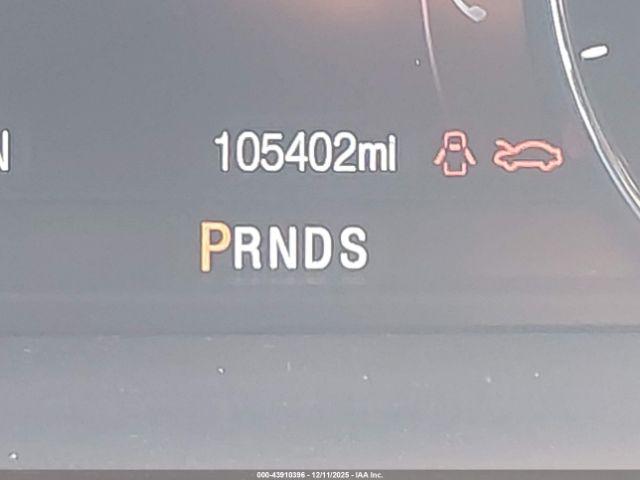 N
105402mi
PRNDS
000-43910396 - 12/11/2025 - IAA Inc.